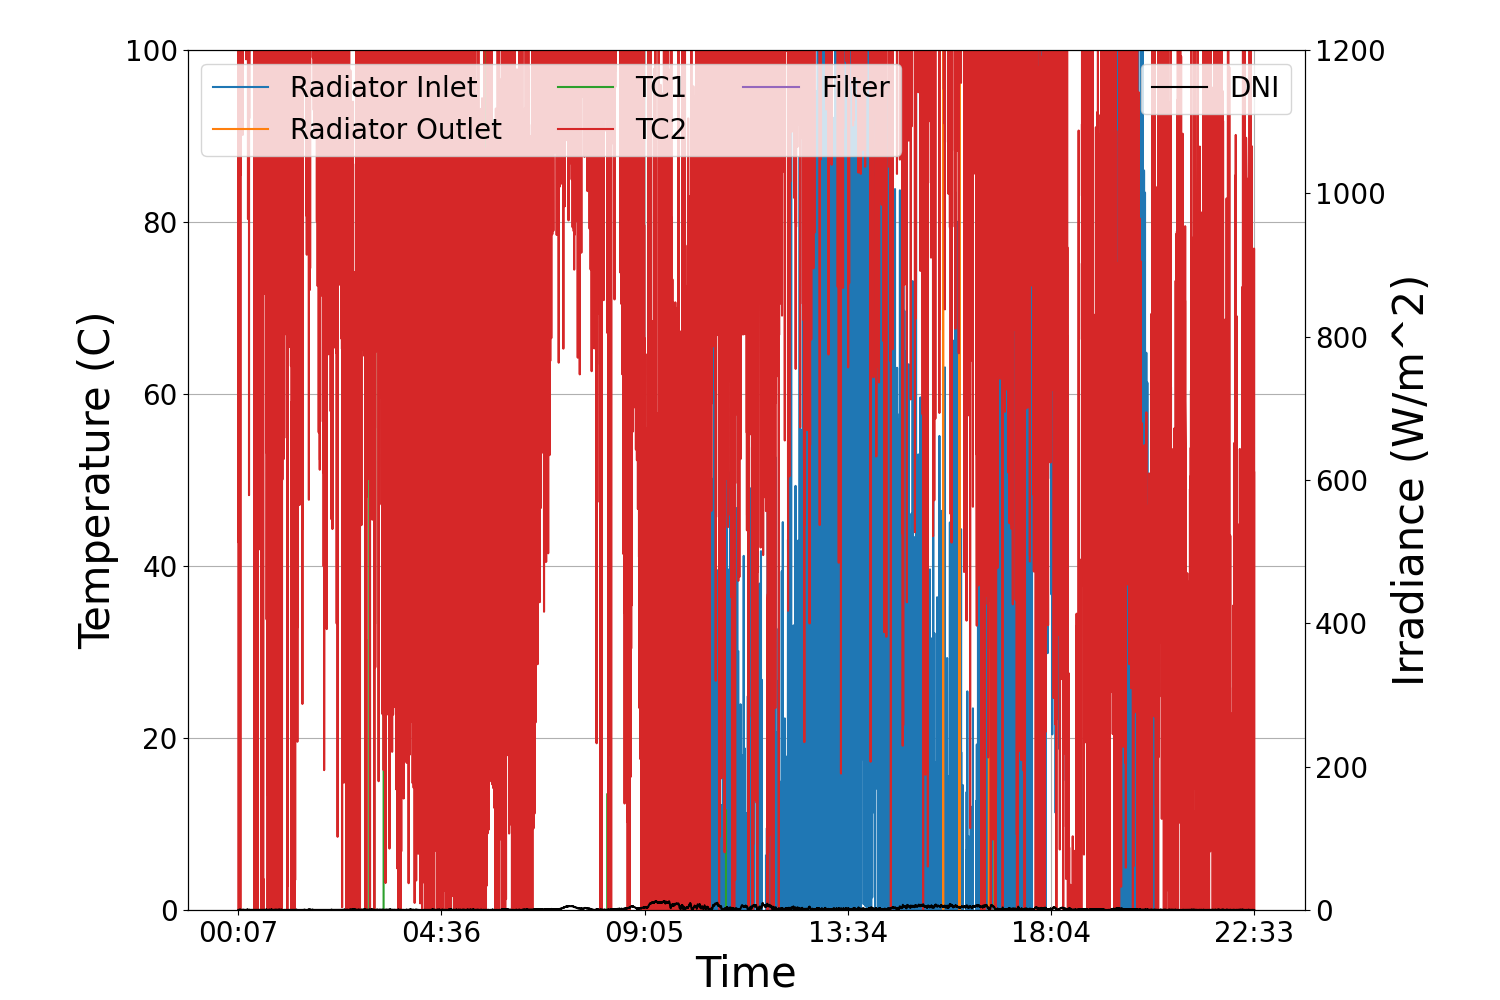 100
80
60
40
20
0
Temperature (C)
Radiator Inlet
Radiator Outlet
TC1
TC2
Filter
DNI
1200
1000
800
600
400
200
0
Irradiance (W/m^2)
00:07
04:36
09:05
13:34
18:04
22:33
Time